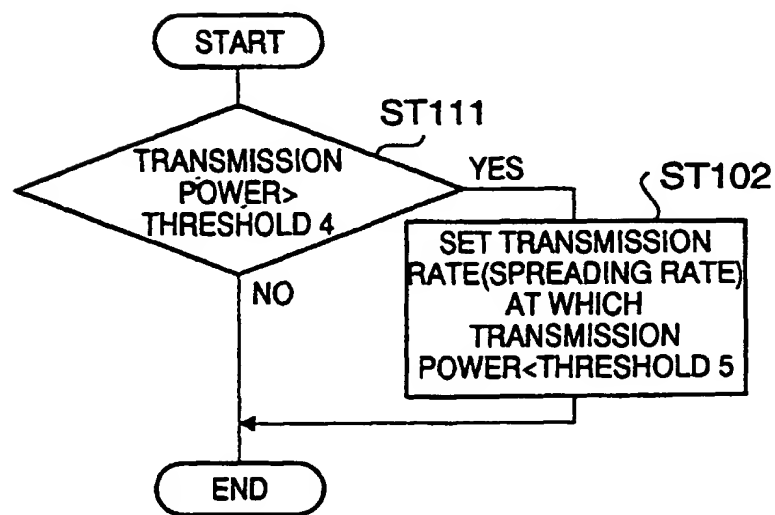 START
ST111
TRANSMISSION
POWER>
THRESHOLD 4
YES
ST102
SET TRANSMISSION
RATE(SPREADING RATE)
AT WHICH
TRANSMISSION
POWER<THRESHOLD 5
NO
END